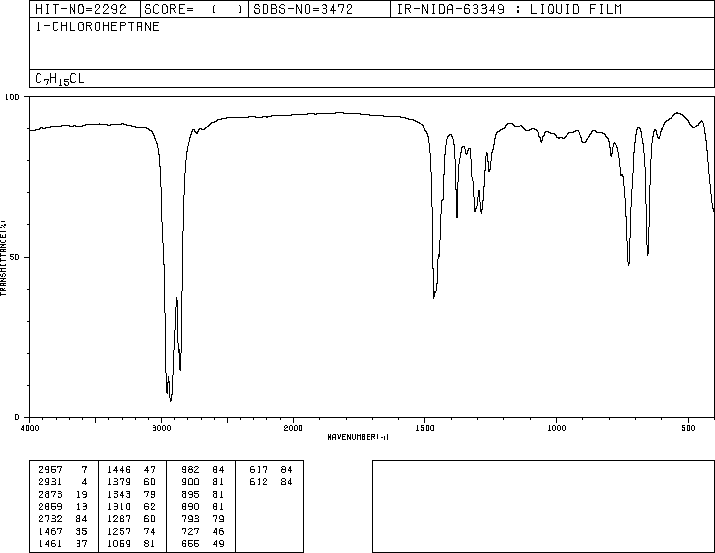 HIT-NO=2292 SCORE= ( ) SDBS-NO=3472 IR-NIDA-63349 : LIQUID FILM
1-CHLOROHEPTANE
C7H15CL
100
50
0
TRANSMITTANCE(%)
4000 3000 2000 1500 1000 500
WAVENUMBER(-1)
2957 7 1446 47 982 84 617 84
2931 4 1379 60 900 81 612 84
2873 19 1343 79 895 81
2859 13 1310 62 890 81
2732 84 1287 60 793 79
1467 35 1257 74 727 46
1461 37 1059 81 655 49